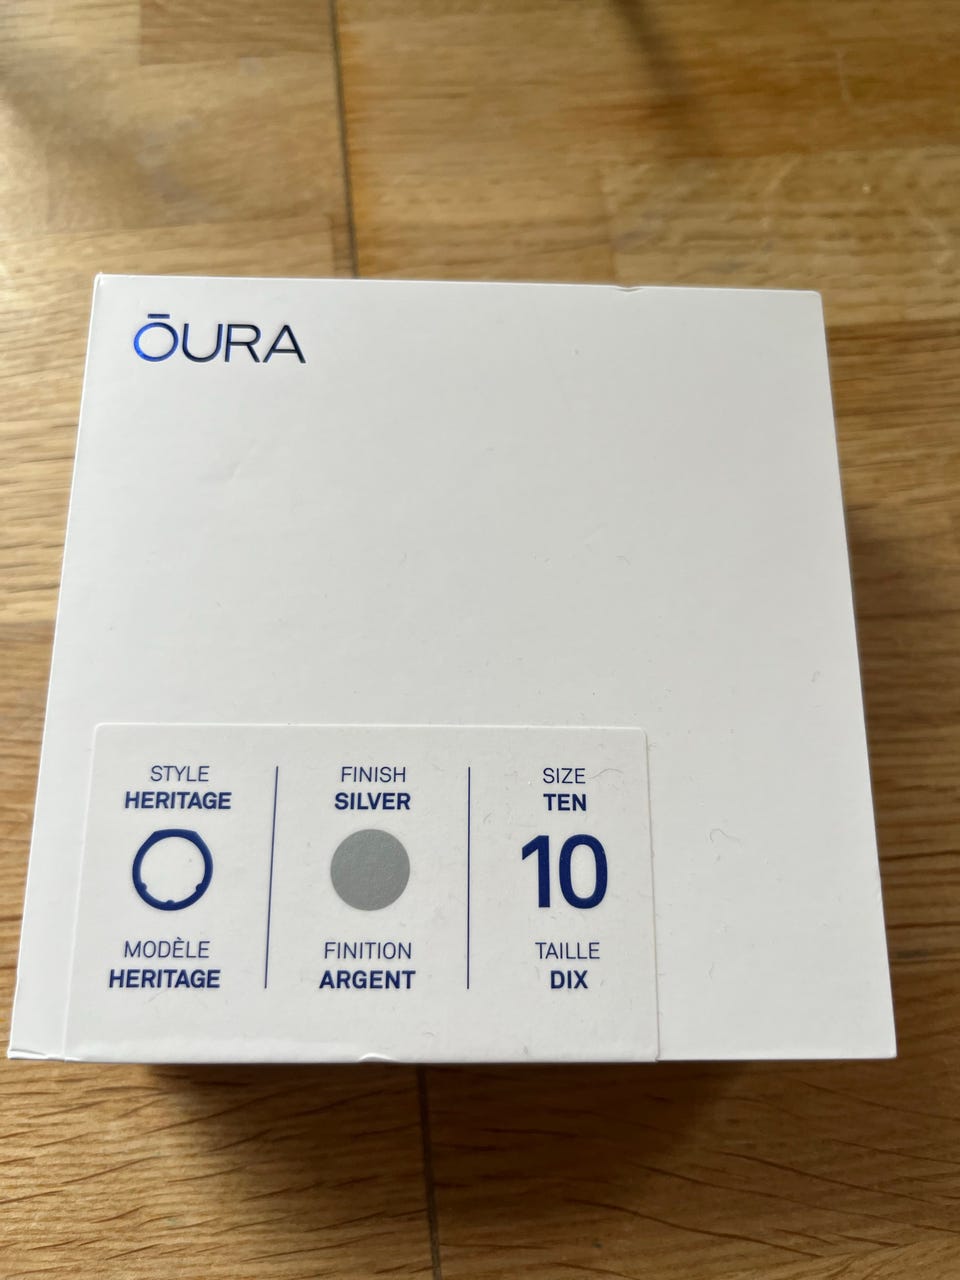 ŌURA
STYLE
HERITAGE
MODÈLE
HERITAGE
FINISH
SILVER
FINITION
ARGENT
SIZE
TEN
10
TAILLE
DIX